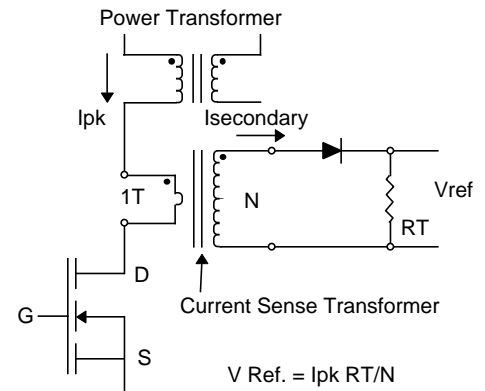 Power Transformer
Ipk
Isecondary
1T
N
Vref
RT
D
Current Sense Transformer
G
S
V Ref. = Ipk RT/N